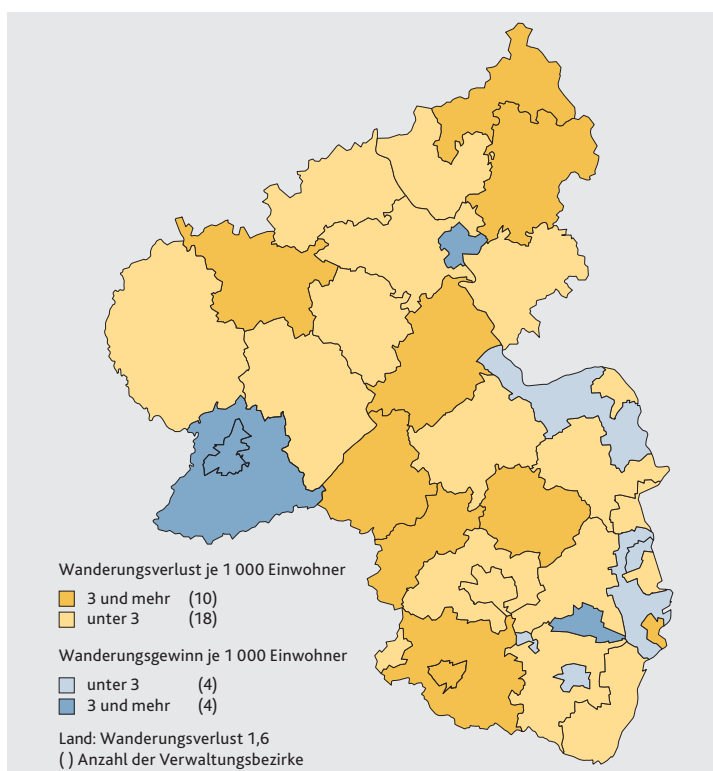 Wanderungsverlust je 1 000 Einwohner
3 und mehr (10)
unter 3 (18)
Wanderungsgewinn je 1 000 Einwohner
unter 3 (4)
3 und mehr (4)
Land: Wanderungsverlust 1,6
( ) Anzahl der Verwaltungsbezirke